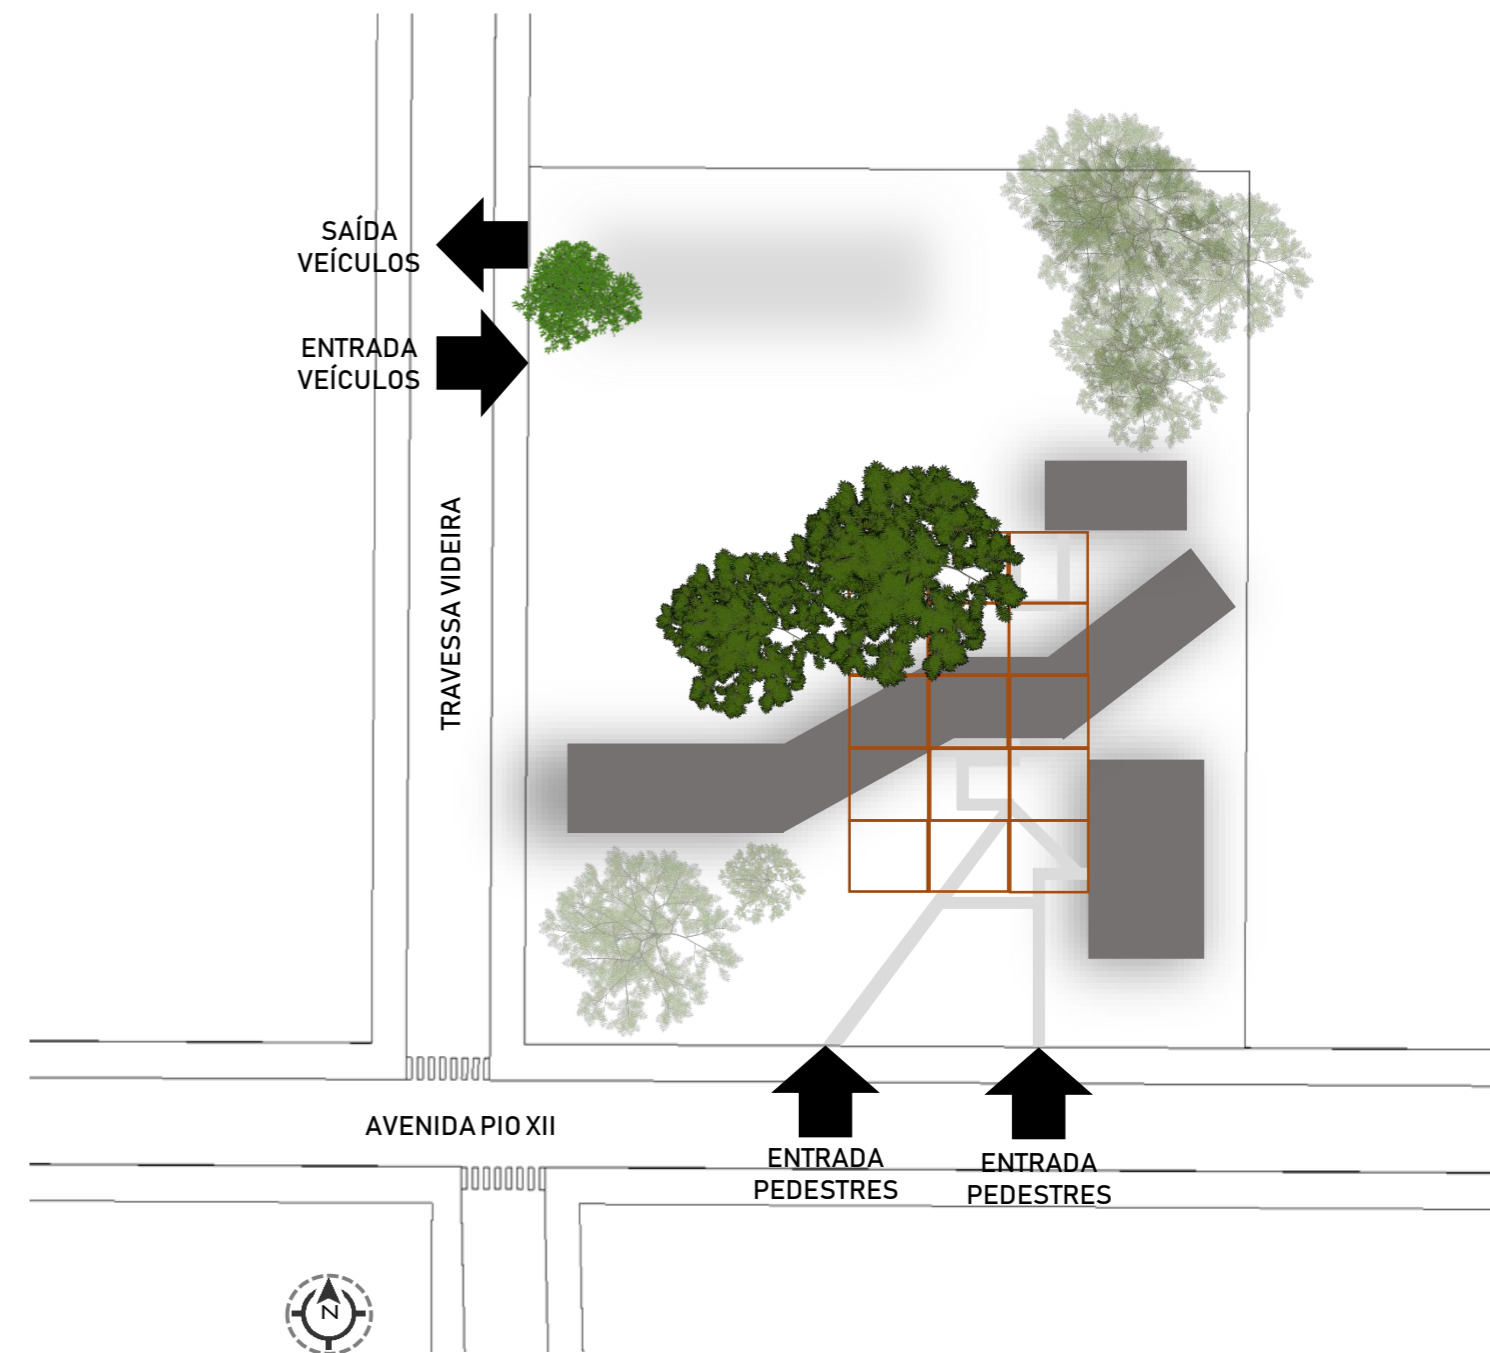 SAÍDA
VEÍCULOS
ENTRADA
VEÍCULOS
TRAVESSA VIDEIRA
AVENIDA PIO XII
ENTRADA
PEDESTRES
ENTRADA
PEDESTRES
N